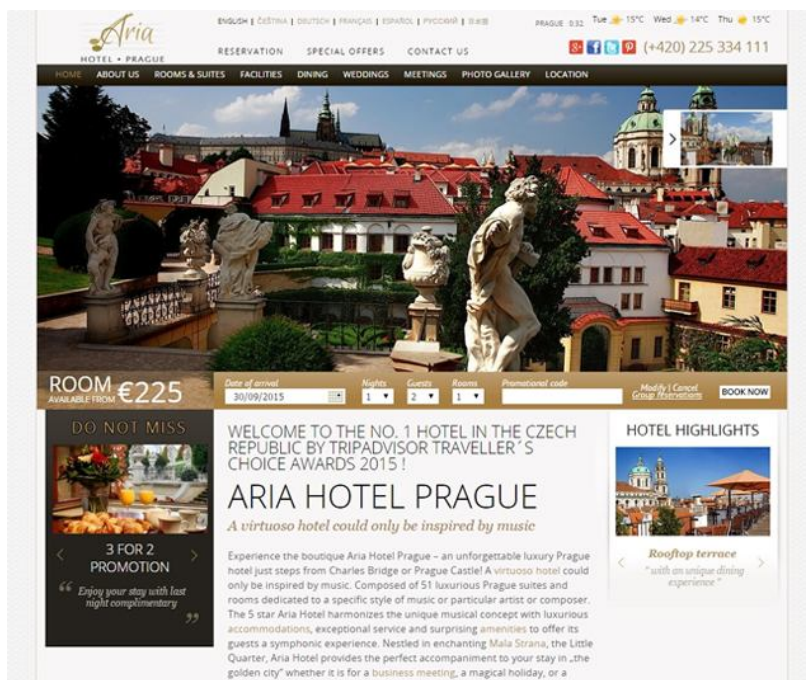 Aria
HOTEL • PRAGUE
ENGLISH | ČEŠTINA | DEUTSCH | FRANÇAIS | ESPAÑOL | РУССКИЙ | 日本語
PRAGUE 0:32 Tue 15°C Wed 14°C Thu 15°C
RESERVATION SPECIAL OFFERS CONTACT US
(+420) 225 334 111
HOME ABOUT US ROOMS & SUITES FACILITIES DINING WEDDINGS MEETINGS PHOTO GALLERY LOCATION
ROOM
AVAILABLE FROM €225
Date of arrival Nights Guests Rooms Promotional code
30/09/2015 1 2 1
Modify | Cancel
Group Reservations
BOOK NOW
DO NOT MISS
3 FOR 2
PROMOTION
“ Enjoy your stay with last
night complimentary ”
WELCOME TO THE NO. 1 HOTEL IN THE CZECH
REPUBLIC BY TRIPADVISOR TRAVELLER´S
CHOICE AWARDS 2015 !
ARIA HOTEL PRAGUE
A virtuoso hotel could only be inspired by music
Experience the boutique Aria Hotel Prague – an unforgettable luxury Prague
hotel just steps from Charles Bridge or Prague Castle! A virtuoso hotel could
only be inspired by music. Composed of 51 luxurious Prague suites and
rooms dedicated to a specific style of music or particular artist or composer.
The 5 star Aria Hotel harmonizes the unique musical concept with luxurious
accommodations, exceptional service and surprising amenities to offer its
guests a symphonic experience. Nestled in enchanting Mala Strana, the Little
Quarter, Aria Hotel provides the perfect accompaniment to your stay in „the
golden city“ whether it is for a business meeting, a magical holiday, or a
HOTEL HIGHLIGHTS
Rooftop terrace
" with an unique dining
experience "